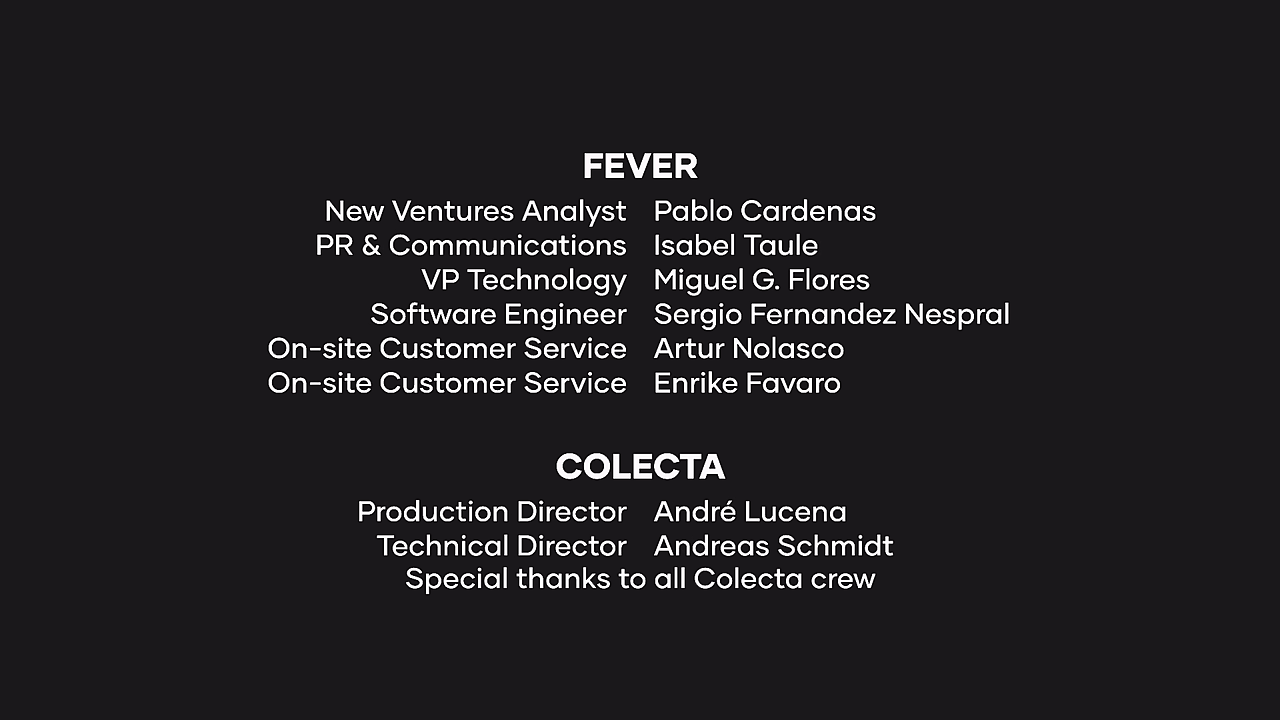 FEVER
New Ventures Analyst Pablo Cardenas
PR & Communications Isabel Taule
VP Technology Miguel G. Flores
Software Engineer Sergio Fernandez Nespral
On-site Customer Service Artur Nolasco
On-site Customer Service Enrike Favaro
COLECTA
Production Director André Lucena
Technical Director Andreas Schmidt
Special thanks to all Colecta crew